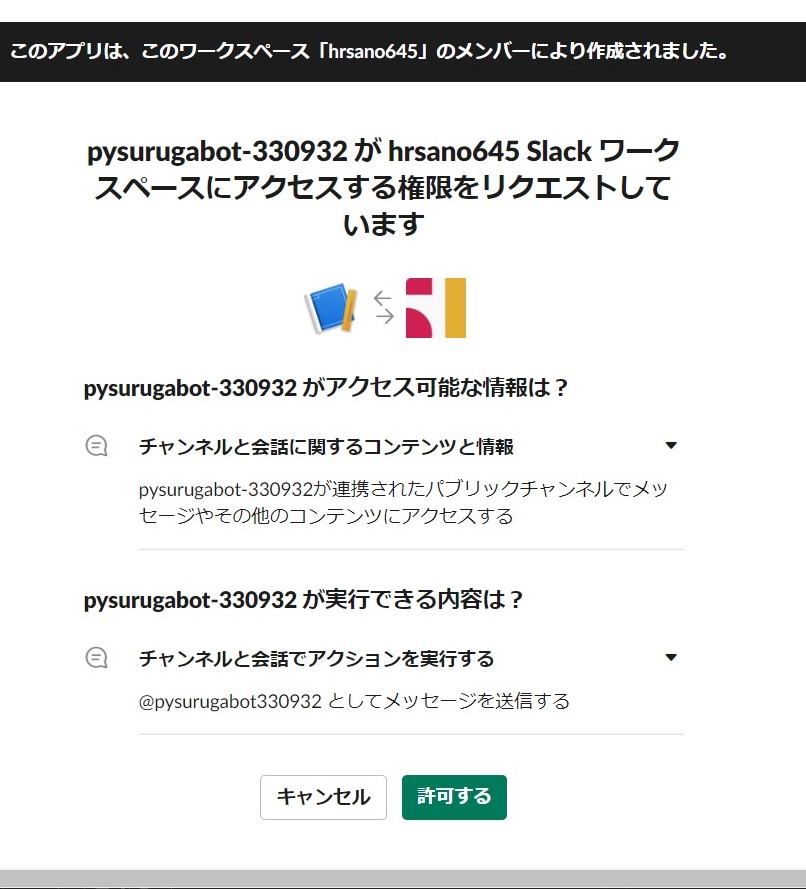 このアプリは、このワークスペース「hrsano645」のメンバーにより作成されました。
pysurugabot-330932 が hrsano645 Slack ワーク
スペースにアクセスする権限をリクエストして
います
pysurugabot-330932 がアクセス可能な情報は？
チャンネルと会話に関するコンテンツと情報
pysurugabot-330932が連携されたパブリックチャンネルでメッ
セージやその他のコンテンツにアクセスする
pysurugabot-330932 が実行できる内容は？
チャンネルと会話でアクションを実行する
@pysurugabot330932 としてメッセージを送信する
キャンセル
許可する